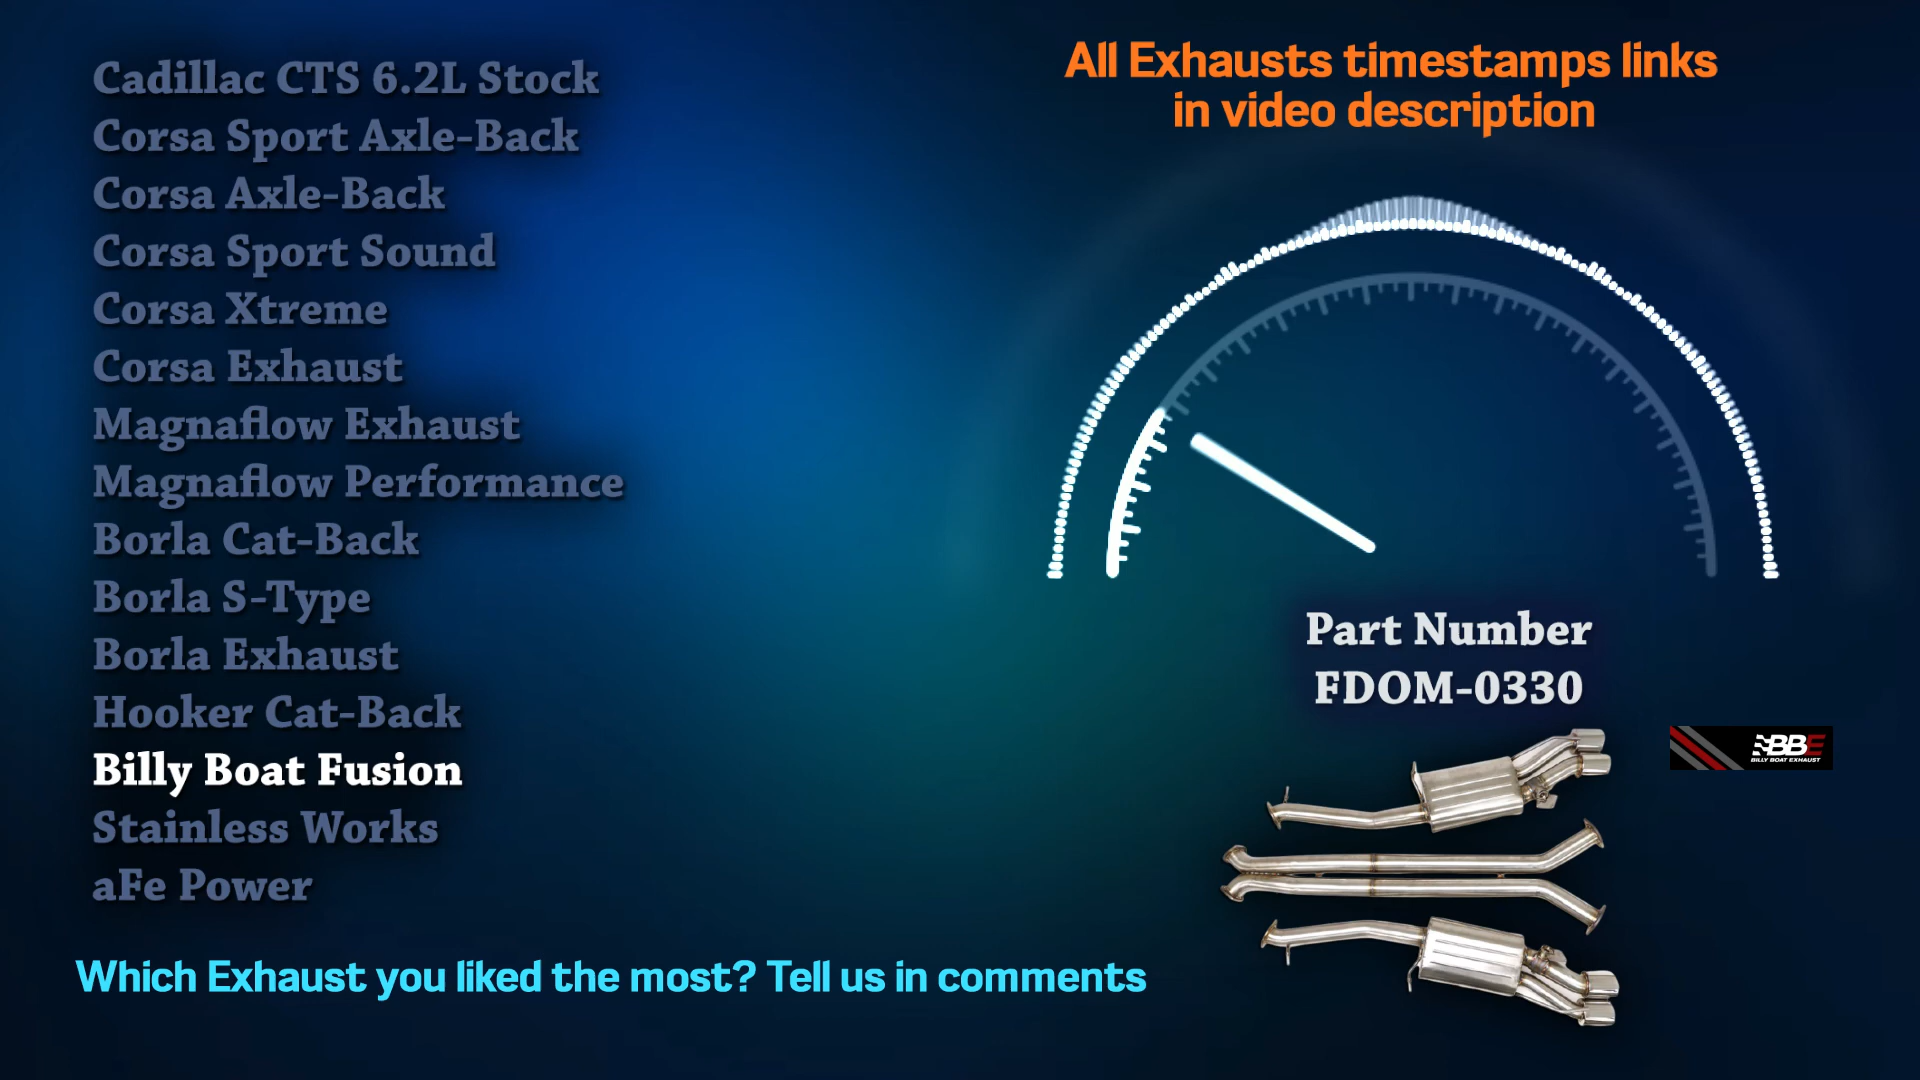 Cadillac CTS 6.2L Stock
Corsa Sport Axle-Back
Corsa Axle-Back
Corsa Sport Sound
Corsa Xtreme
Corsa Exhaust
Magnaflow Exhaust
Magnaflow Performance
Borla Cat-Back
Borla S-Type
Borla Exhaust
Hooker Cat-Back
Billy Boat Fusion
Stainless Works
aFe Power
Which Exhaust you liked the most? Tell us in comments
All Exhausts timestamps links
in video description
Part Number
FDOM-0330
BBE
BILLY BOAT EXHAUST